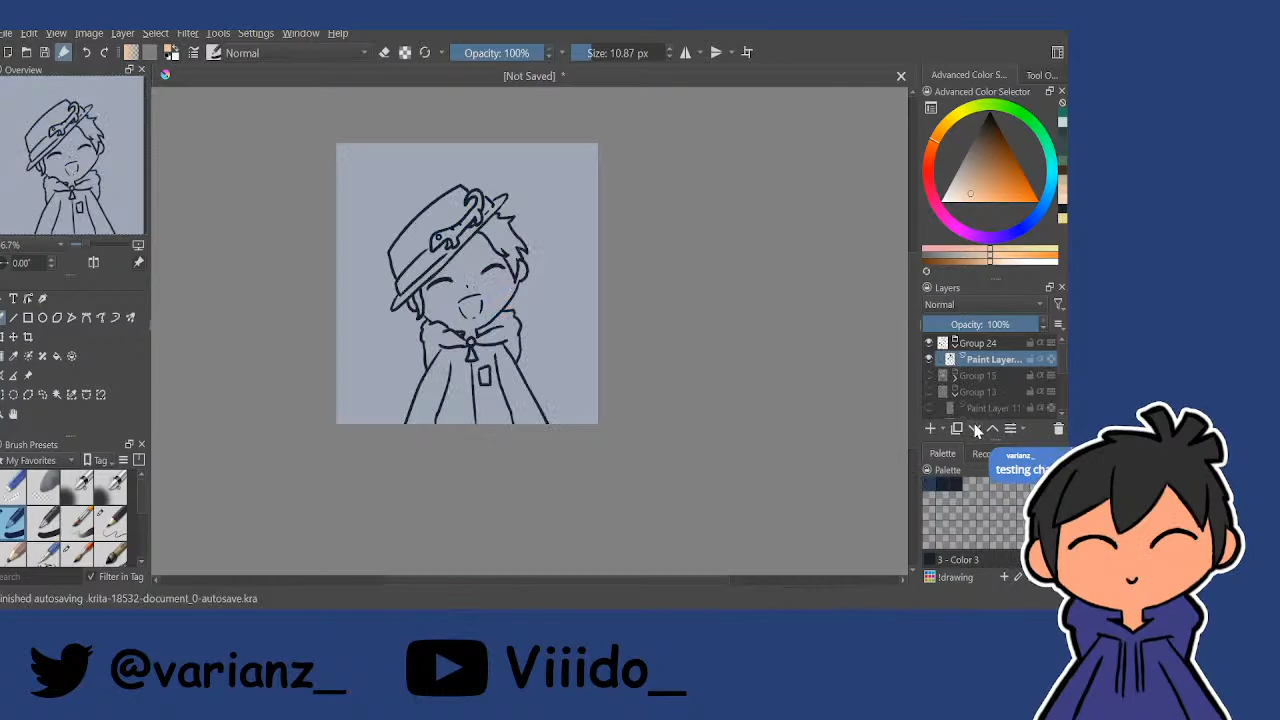 File Edit View Image Layer Select Filter Tools Settings Window Help
Normal
Opacity: 100%
Size: 10.87 px
Overview
[Not Saved] *
Advanced Color S...
Tool O...
Advanced Color Selector
6.7%
0.00°
Layers
Normal
Opacity: 100%
Group 24
Paint Layer...
Group 15
Group 13
Paint Layer 11
Brush Presets
My Favorites
Tag
Palette
Palette
varianz_
testing
3 - Color 3
!drawing
Search
Filter in Tag
inished autosaving .krita-18532-document_0-autosave.kra
@varianz_
Viiido_